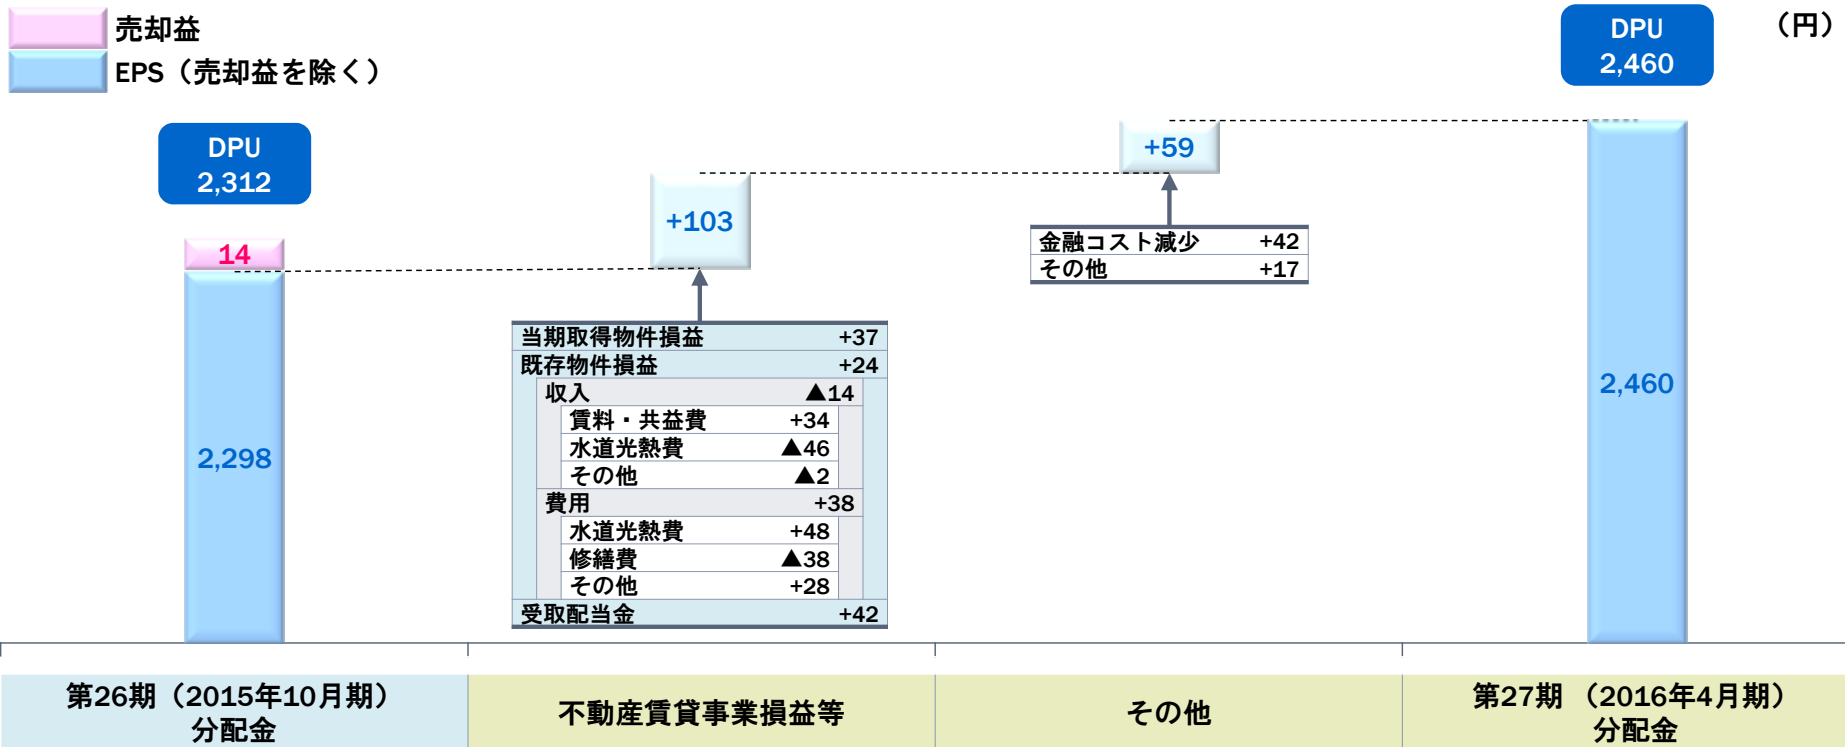 売却益
EPS（売却益を除く）
（円）
DPU
2,312
14
2,298
+103
当期取得物件損益 +37
既存物件損益 +24
収入 ▲14
賃料・共益費 +34
水道光熱費 ▲46
その他 ▲2
費用 +38
水道光熱費 +48
修繕費 ▲38
その他 +28
受取配当金 +42
+59
金融コスト減少 +42
その他 +17
DPU
2,460
2,460
第26期（2015年10月期）
分配金
不動産賃貸事業損益等
その他
第27期 （2016年4月期）
分配金